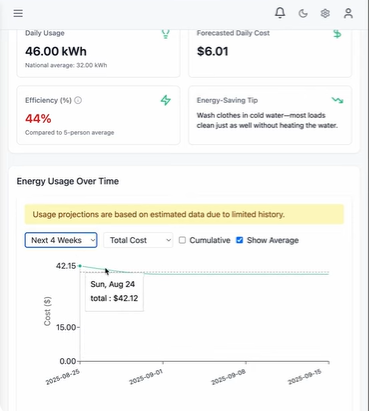 Daily Usage
46.00 kWh
National average: 32.00 kWh
Forecasted Daily Cost
$6.01
Efficiency (%)
44%
Compared to 5-person average
Energy-Saving Tip
Wash clothes in cold water—most loads
clean just as well without heating the water.
Energy Usage Over Time
Usage projections are based on estimated data due to limited history.
Next 4 Weeks
Total Cost
Cumulative
Show Average
42.15
Sun, Aug 24
total : $42.12
Cost ($)
15.00
0.00
2025-08-25
2025-09-01
2025-09-08
2025-09-15